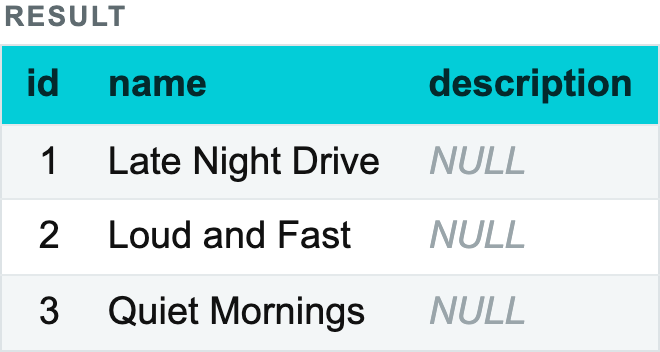 RESULT
id name description
1 Late Night Drive NULL
2 Loud and Fast NULL
3 Quiet Mornings NULL